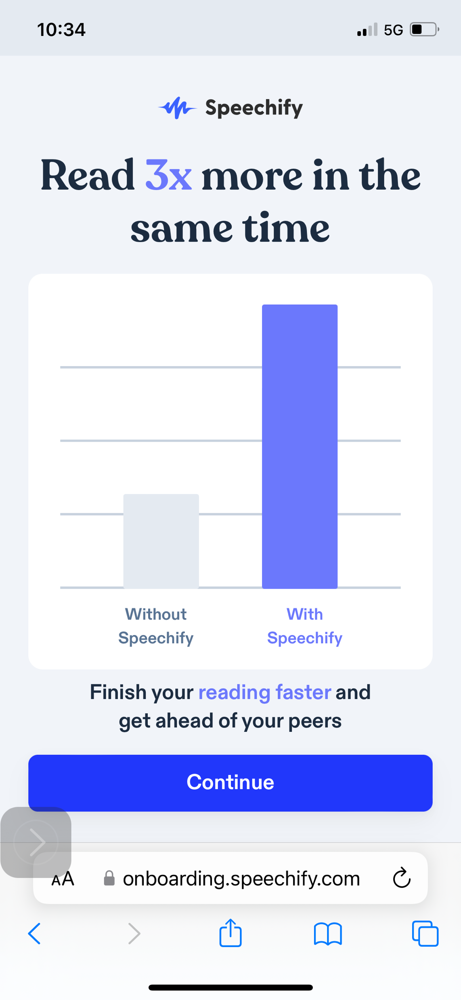 10:34
5G
Speechify
Read 3x more in the
same time
Without
Speechify
With
Speechify
Finish your reading faster and
get ahead of your peers
Continue
AA
onboarding.speechify.com